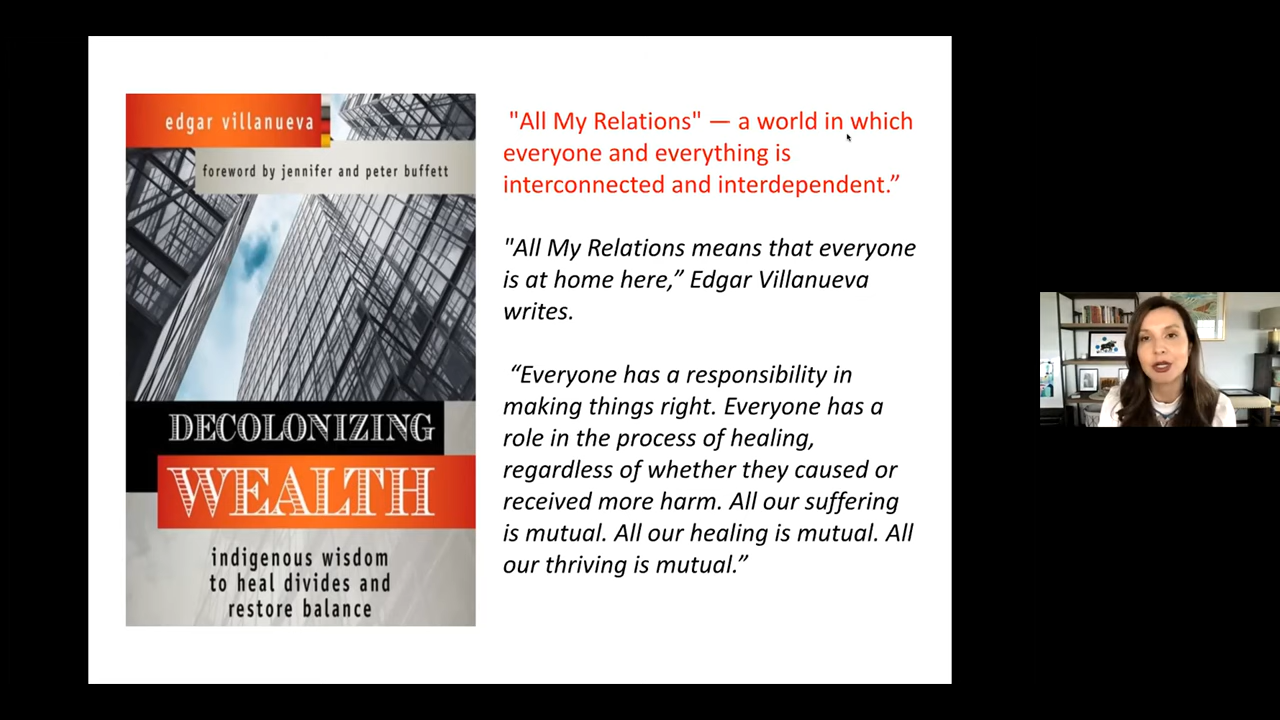 edgar villanueva
foreword by jennifer and peter buffett
DECOLONIZING
WEALTH
indigenous wisdom
to heal divides and
restore balance
"All My Relations" — a world in which
everyone and everything is
interconnected and interdependent.”
"All My Relations means that everyone
is at home here,” Edgar Villanueva
writes.
“Everyone has a responsibility in
making things right. Everyone has a
role in the process of healing,
regardless of whether they caused or
received more harm. All our suffering
is mutual. All our healing is mutual. All
our thriving is mutual.”